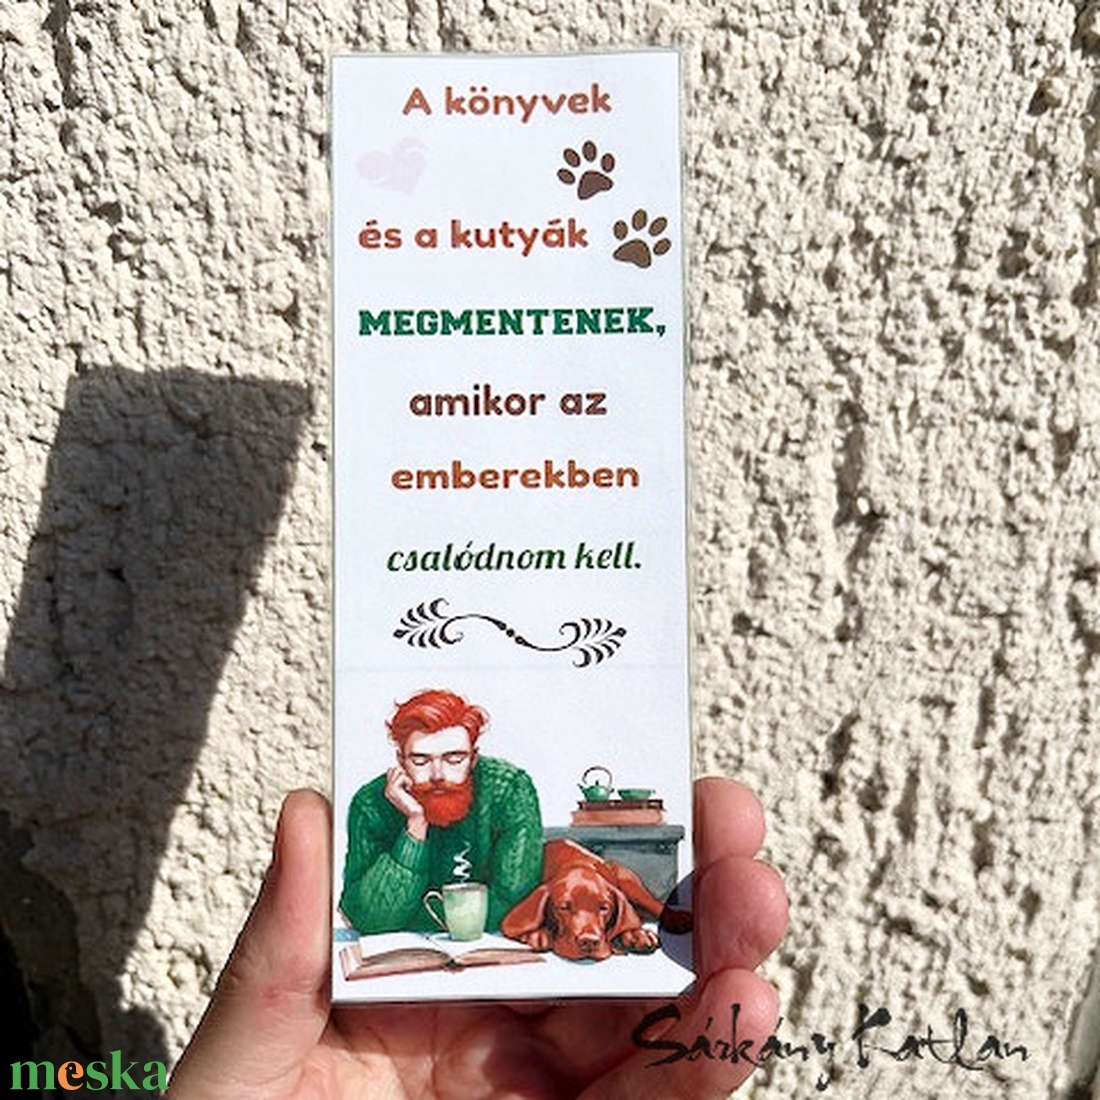 A könyvek
és a kutyák
MEGMENTENEK,
amikor az
emberekben
csalódnom kell.
Sárkány Katlan
meska